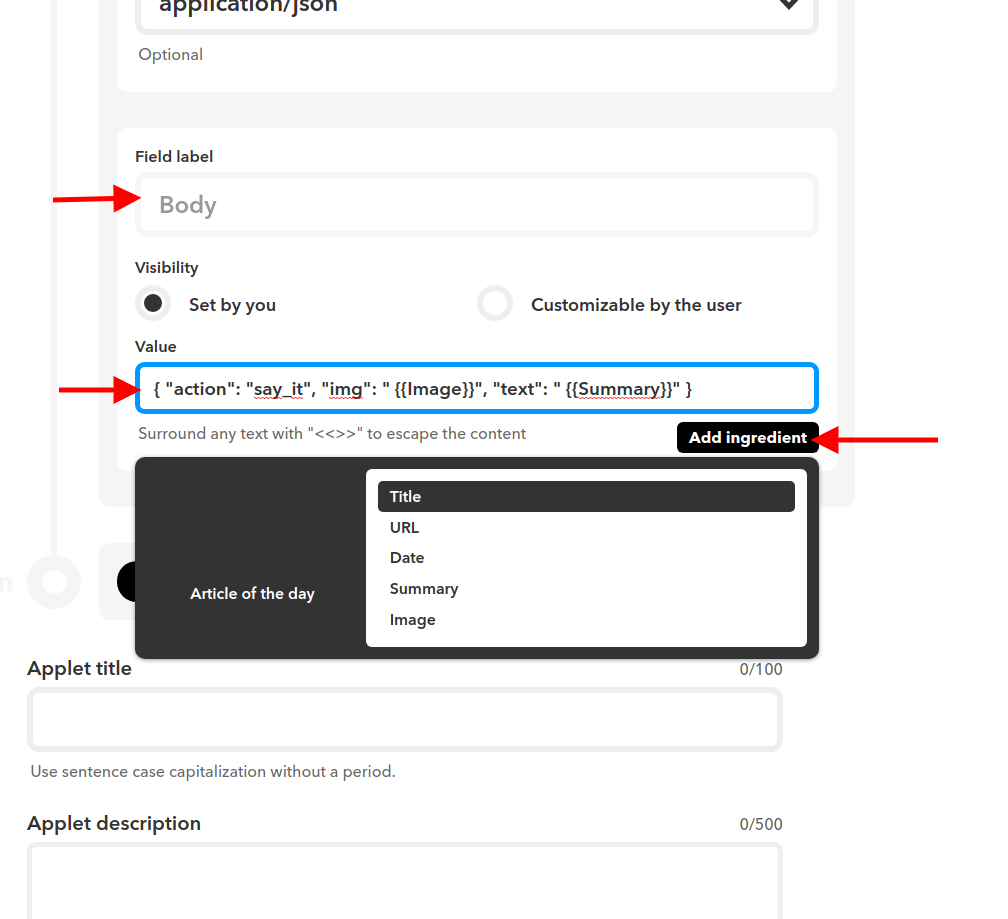 application/json
Optional
Field label
Body
Visibility
Set by you
Customizable by the user
Value
{ "action": "say_it", "img": " {{Image}}", "text": " {{Summary}}" }
Surround any text with "<<>>" to escape the content
Add ingredient
Article of the day
Title
URL
Date
Summary
Image
n
Applet title
0/100
Use sentence case capitalization without a period.
Applet description
0/500